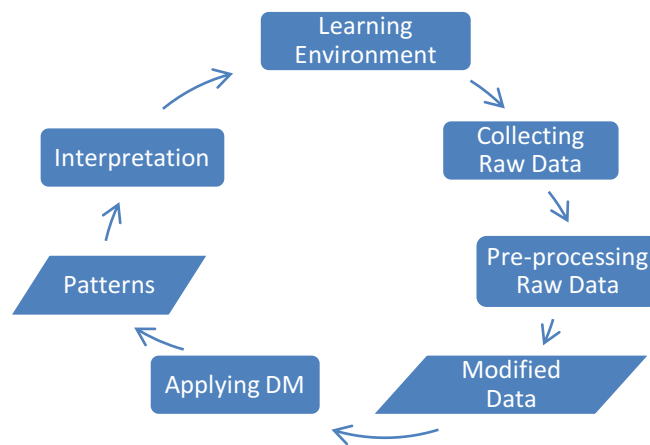 Learning
Environment
Collecting
Raw Data
Pre-processing
Raw Data
Modified
Data
Applying DM
Patterns
Interpretation